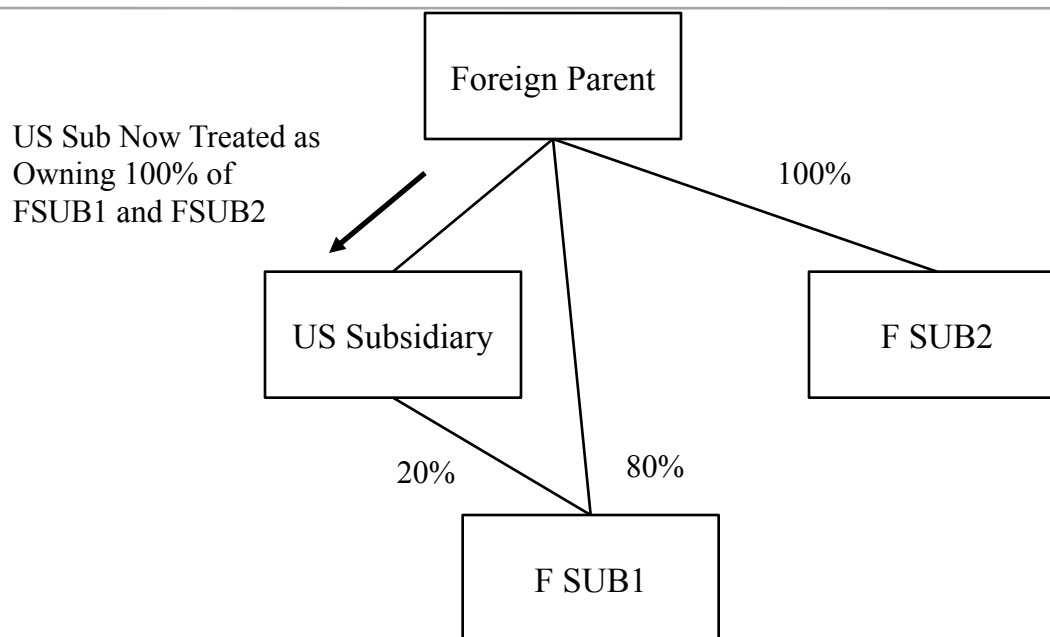 Foreign Parent
US Sub Now Treated as
Owning 100% of
FSUB1 and FSUB2
100%
US Subsidiary
F SUB2
20%
80%
F SUB1